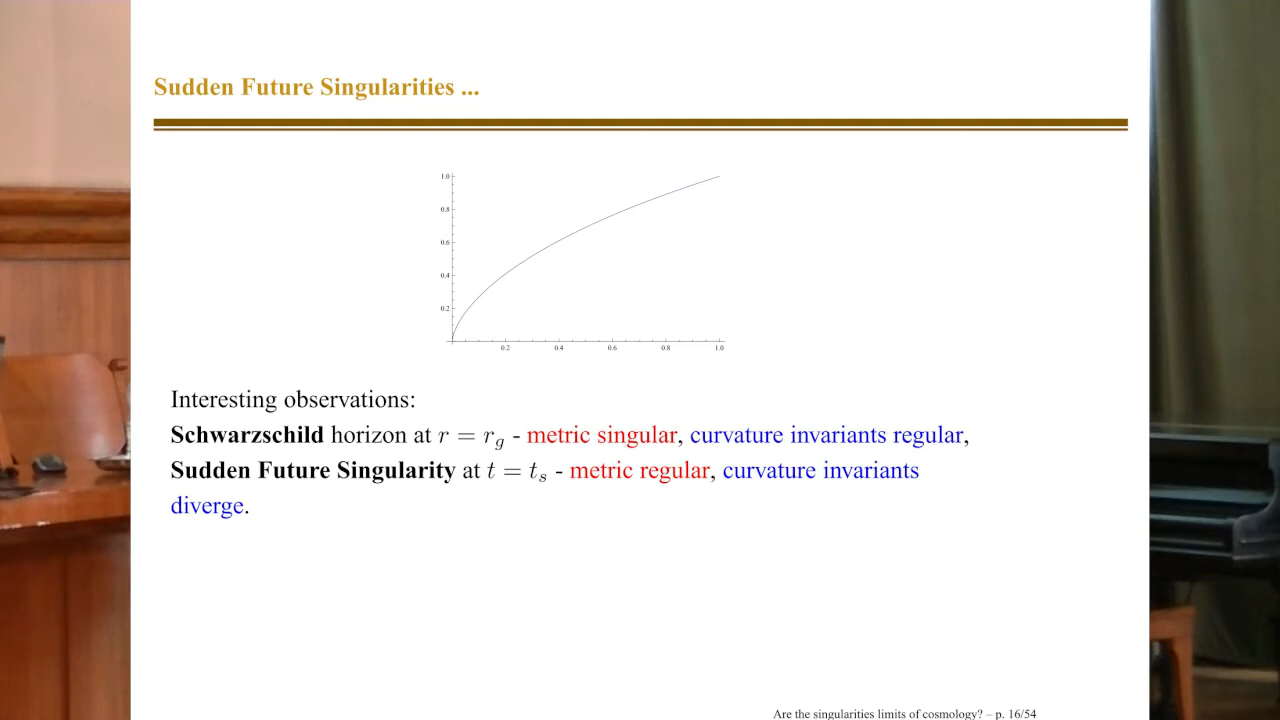 Sudden Future Singularities ...
1.0
0.8
0.6
0.4
0.2
0.2 0.4 0.6 0.8 1.0
Interesting observations:
Schwarzschild horizon at r = r_g - metric singular, curvature invariants regular,
Sudden Future Singularity at t = t_s - metric regular, curvature invariants
diverge.
Are the singularities limits of cosmology? – p. 16/54